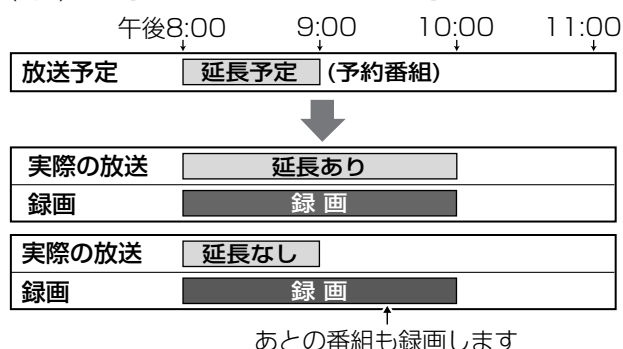 午後8:00 9:00 10:00 11:00
放送予定 延長予定 (予約番組)
実際の放送 延長あり
録画 録 画
実際の放送 延長なし
録画 録 画
あとの番組も録画します